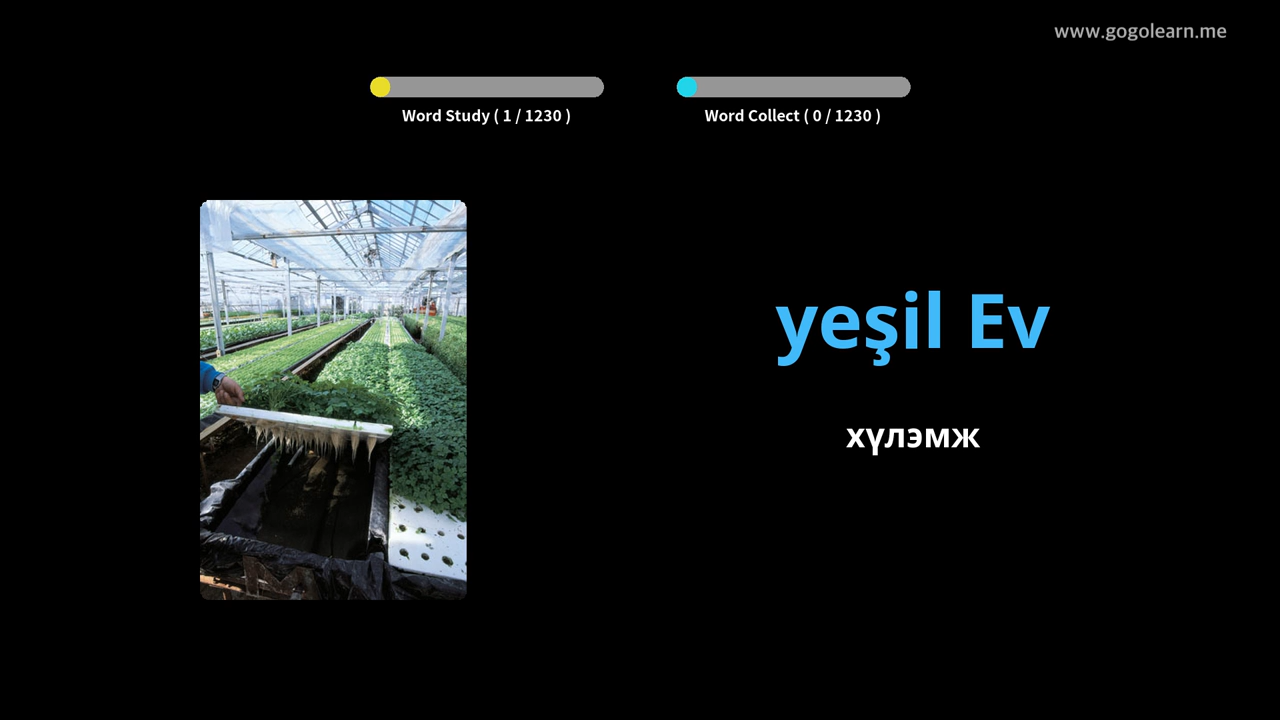 www.gogolearn.me
Word Study ( 1 / 1230 )
Word Collect ( 0 / 1230 )
yeşil Ev
хүлэмж